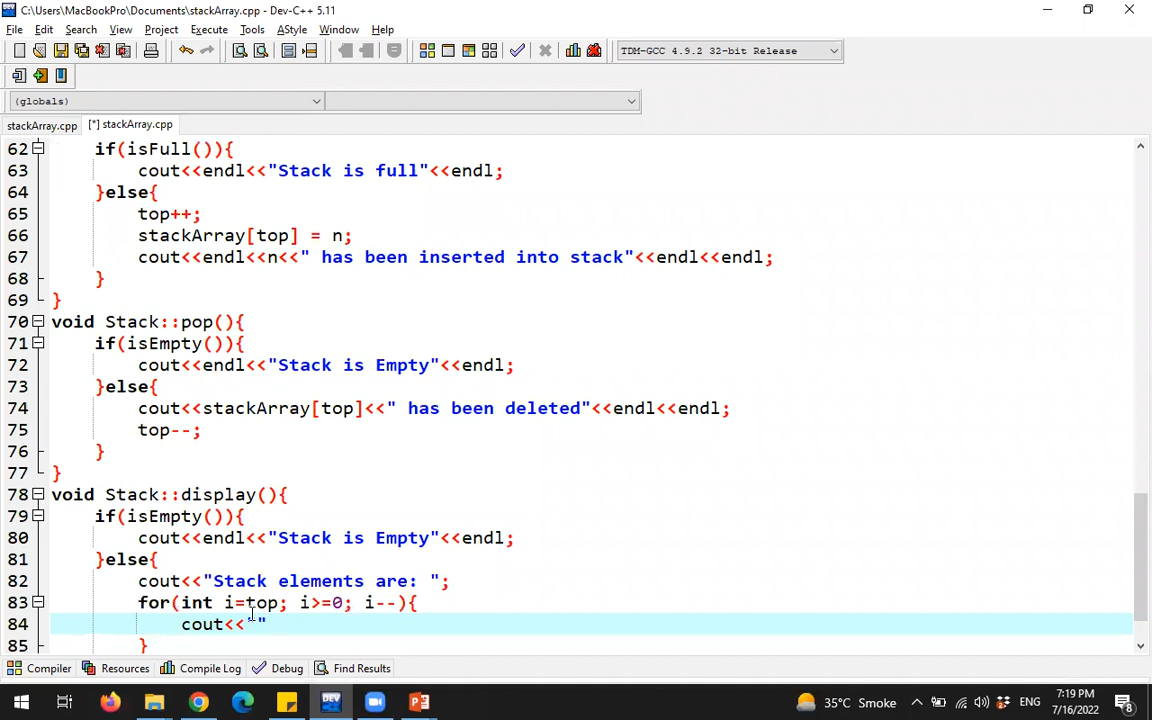 C:\Users\MacBookPro\Documents\stackArray.cpp - Dev-C++ 5.11
File Edit Search View Project Execute Tools AStyle Window Help
TDM-GCC 4.9.2 32-bit Release
(globals)
stackArray.cpp [*] stackArray.cpp
62 if(isFull()){
63 cout<<endl<<"Stack is full"<<endl;
64 }else{
65 top++;
66 stackArray[top] = n;
67 cout<<endl<<n<<" has been inserted into stack"<<endl<<endl;
68 }
69 }
70 void Stack::pop(){
71 if(isEmpty()){
72 cout<<endl<<"Stack is Empty"<<endl;
73 }else{
74 cout<<stackArray[top]<<" has been deleted"<<endl<<endl;
75 top--;
76 }
77 }
78 void Stack::display(){
79 if(isEmpty()){
80 cout<<endl<<"Stack is Empty"<<endl;
81 }else{
82 cout<<"Stack elements are: ";
83 for(int i=top; i>=0; i--){
84 cout<<""
85 }
Compiler Resources Compile Log Debug Find Results
DEV
35°C Smoke ENG 7:19 PM
7/16/2022 8